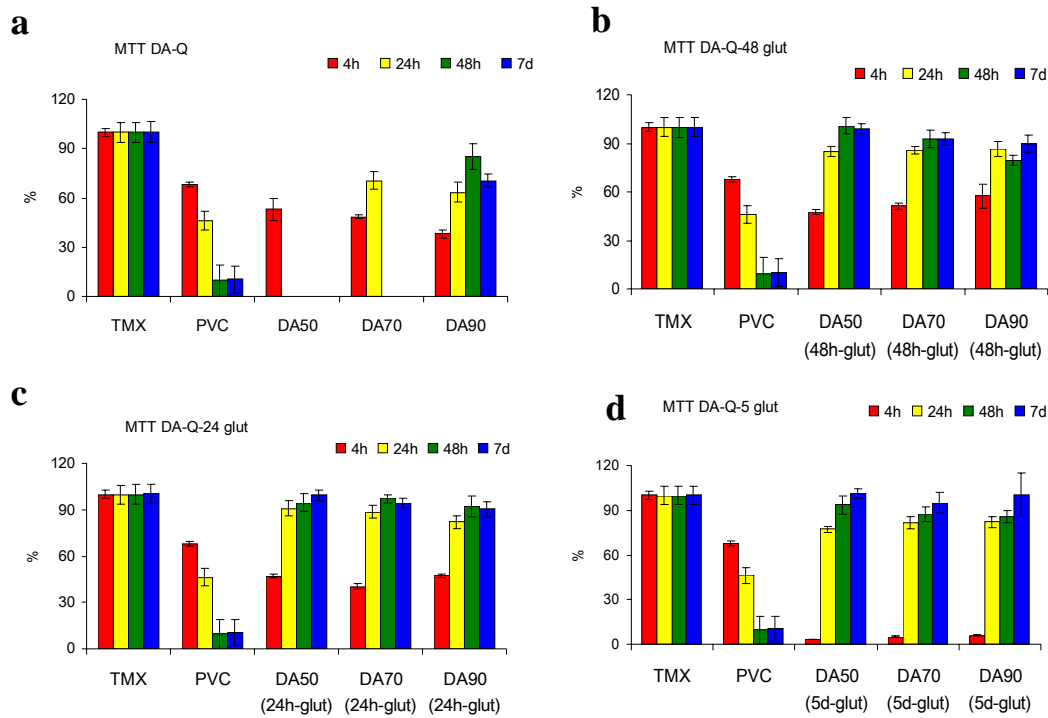 a
MTT DA-Q
4h 24h 48h 7d
120
90
60
30
0
%
TMX PVC DA50 DA70 DA90
b
MTT DA-Q-48 glut
4h 24h 48h 7d
120
90
60
30
0
%
TMX PVC DA50 DA70 DA90
(48h-glut) (48h-glut) (48h-glut)
c
MTT DA-Q-24 glut
4h 24h 48h 7d
120
90
60
30
0
%
TMX PVC DA50 DA70 DA90
(24h-glut) (24h-glut) (24h-glut)
d
MTT DA-Q-5 glut
4h 24h 48h 7d
120
90
60
30
0
%
TMX PVC DA50 DA70 DA90
(5d-glut) (5d-glut) (5d-glut)